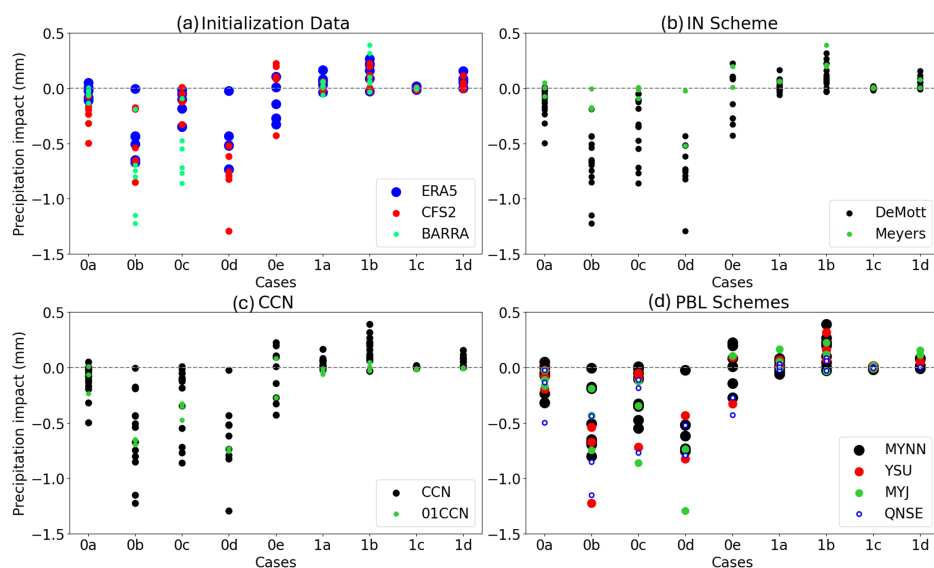 (a) Initialization Data
Precipitation impact (mm)
0.5
0.0
−0.5
−1.0
−1.5
ERA5
CFS2
BARRA
0a 0b 0c 0d 0e 1a 1b 1c 1d
Cases
(b) IN Scheme
0.5
0.0
−0.5
−1.0
−1.5
DeMott
Meyers
0a 0b 0c 0d 0e 1a 1b 1c 1d
Cases
(c) CCN
Precipitation impact (mm)
0.5
0.0
−0.5
−1.0
−1.5
CCN
01CCN
0a 0b 0c 0d 0e 1a 1b 1c 1d
Cases
(d) PBL Schemes
0.5
0.0
−0.5
−1.0
−1.5
MYNN
YSU
MYJ
QNSE
0a 0b 0c 0d 0e 1a 1b 1c 1d
Cases